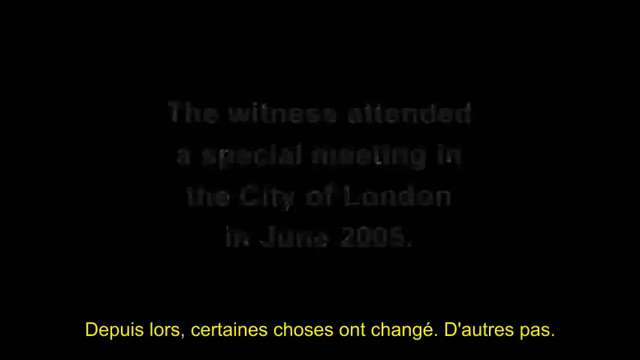 The witness attended
a special meeting in
the City of London
in June 2005.
Depuis lors, certaines choses ont changé. D'autres pas.